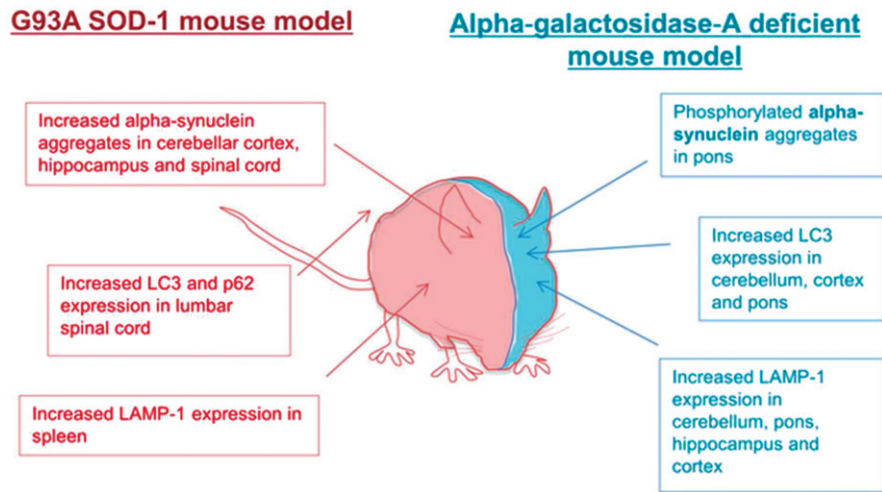 G93A SOD-1 mouse model
Alpha-galactosidase-A deficient
mouse model
Increased alpha-synuclein
aggregates in cerebellar cortex,
hippocampus and spinal cord
Increased LC3 and p62
expression in lumbar
spinal cord
Increased LAMP-1 expression in
spleen
Phosphorylated alpha-
synuclein aggregates
in pons
Increased LC3
expression in
cerebellum, cortex
and pons
Increased LAMP-1
expression in
cerebellum, pons,
hippocampus and
cortex